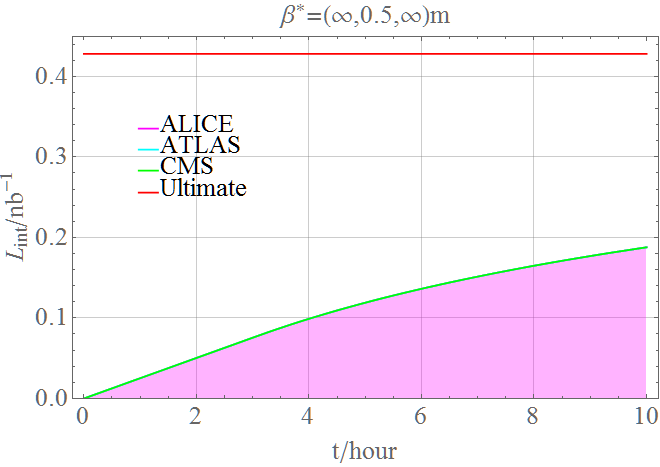 β*=(∞,0.5,∞)m
0.4
0.3
0.2
0.1
0.0
L_int/nb⁻¹
ALICE
ATLAS
CMS
Ultimate
0 2 4 6 8 10
t/hour